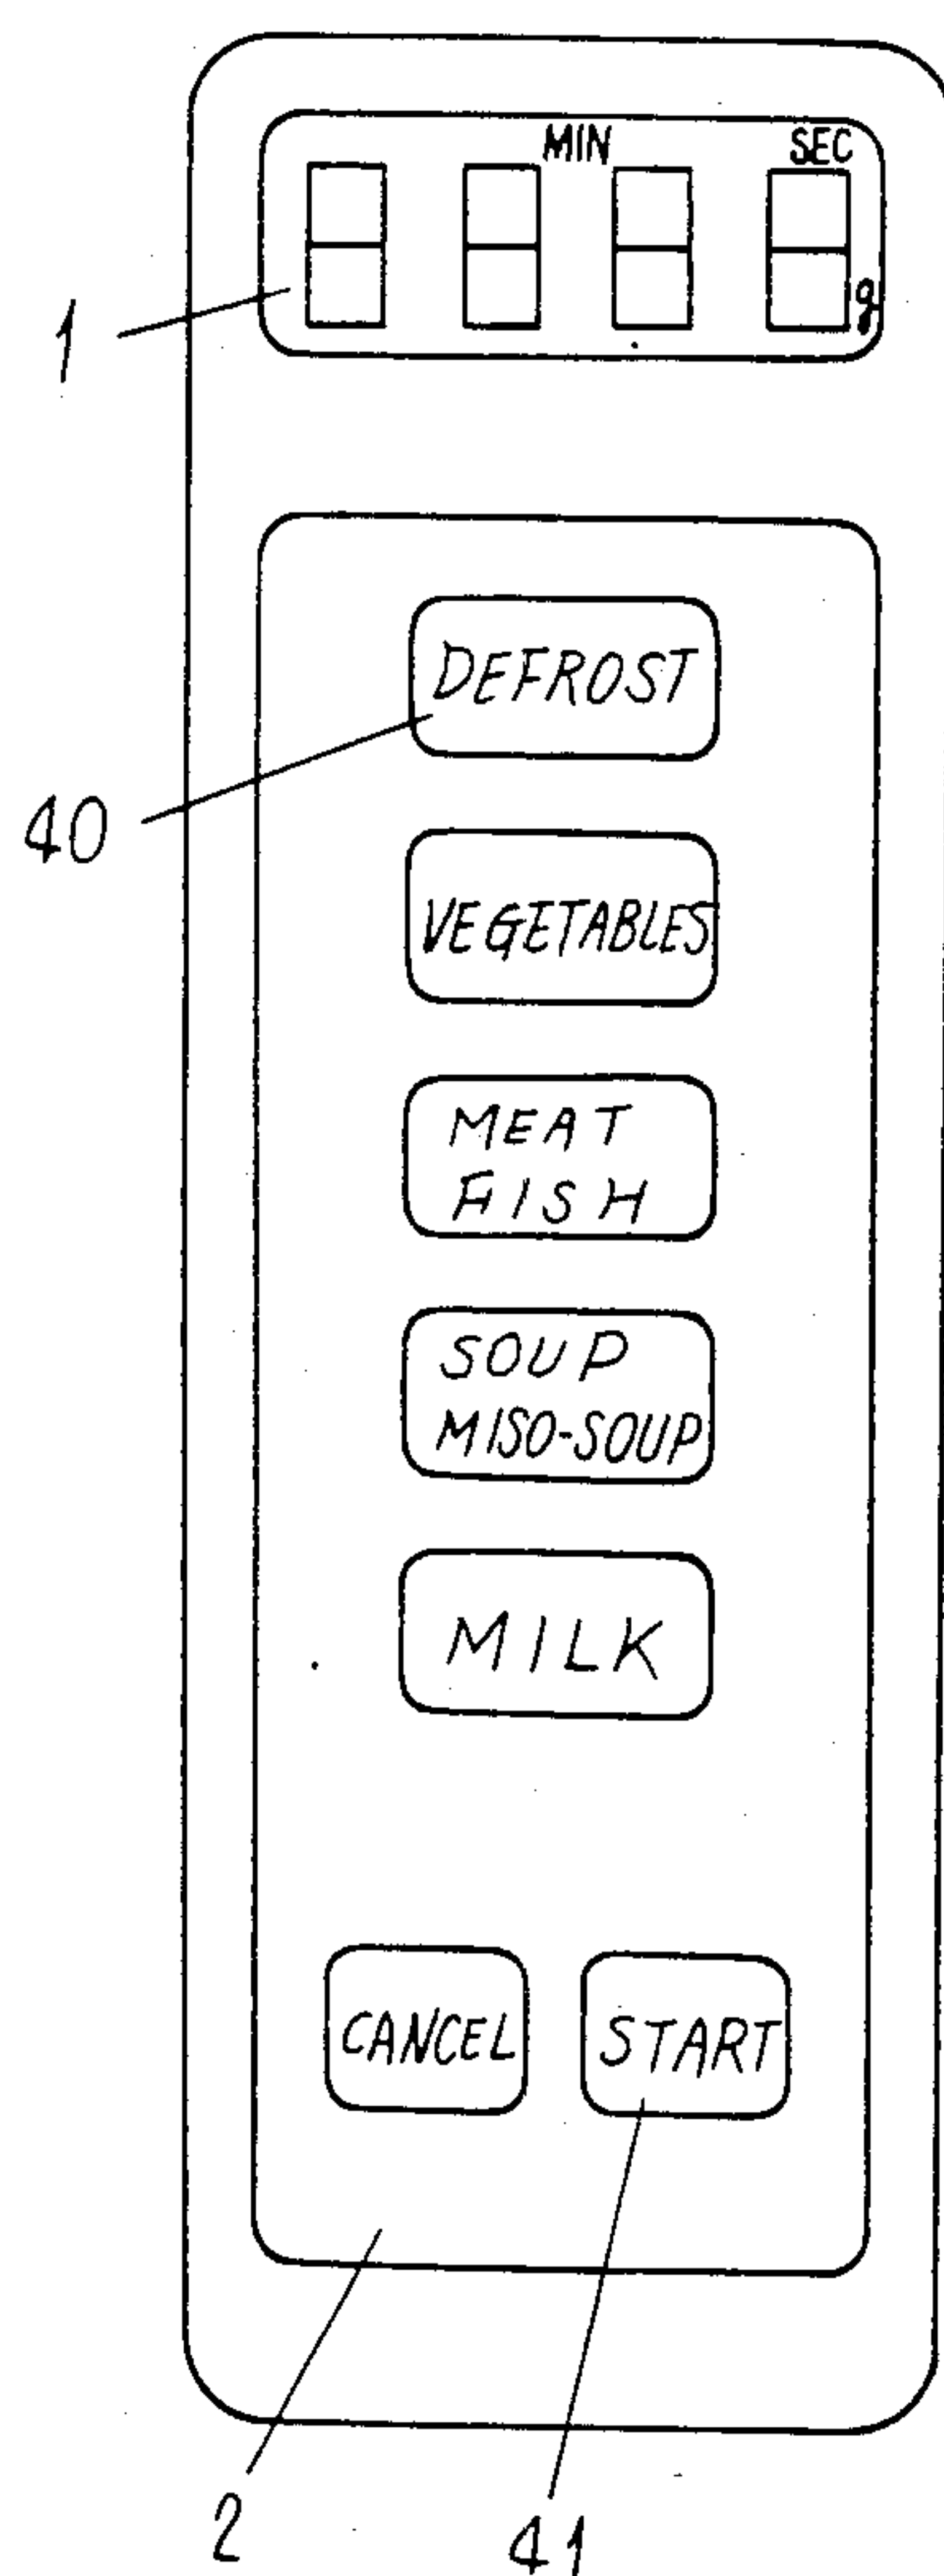 MIN SEC
g
1
DEFROST
40
VEGETABLES
MEAT
FISH
SOUP
MISO-SOUP
MILK
CANCEL START
2 41